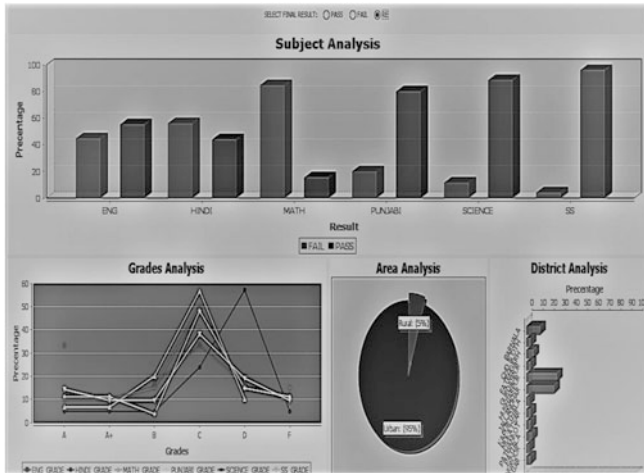 SELECT FINAL RESULT: PASS FAIL
Subject Analysis
Precentage
100
80
60
40
20
0
ENG HINDI MATH PUNJABI SCIENCE SS
Result
FAIL PASS
Grades Analysis
Precentage
60
50
40
30
20
10
0
A A+ B C D F
Grades
ENG GRADE HINDI GRADE MATH GRADE PUNJABI GRADE SCIENCE GRADE SS GRADE
Area Analysis
Rural: [5%]
Urban: [95%]
District Analysis
Precentage
0 10 20 30 40 50 60 70 80 90 100